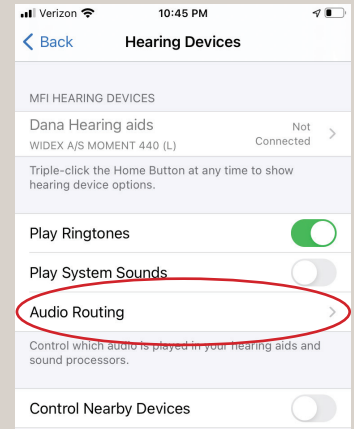 Verizon 10:45 PM
Back Hearing Devices
MFI HEARING DEVICES
Dana Hearing aids
WIDEX A/S MOMENT 440 (L)
Not
Connected
Triple-click the Home Button at any time to show
hearing device options.
Play Ringtones
Play System Sounds
Audio Routing
Control which audio is played in your hearing aids and
sound processors.
Control Nearby Devices